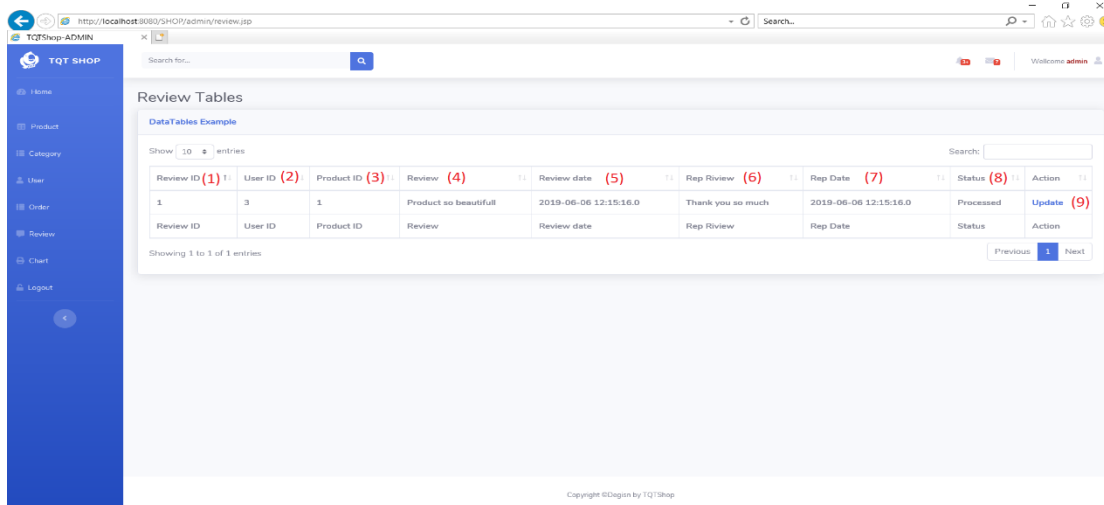 http://localhost:8080/SHOP/admin/review.jsp
Search...
TQTShop-ADMIN
TQT SHOP
Search for...
3+
7
Wellcome admin
Home
Product
Category
User
Order
Review
Chart
Logout
Review Tables
DataTables Example
Show 10 entries
Search:
Review ID (1) User ID (2) Product ID (3) Review (4) Review date (5) Rep Riview (6) Rep Date (7) Status (8) Action
1 3 1 Product so beautifull 2019-06-06 12:15:16.0 Thank you so much 2019-06-06 12:15:16.0 Processed Update (9)
Review ID User ID Product ID Review Review date Rep Riview Rep Date Status Action
Showing 1 to 1 of 1 entries
Previous 1 Next
Copyright ©Degisn by TQTShop